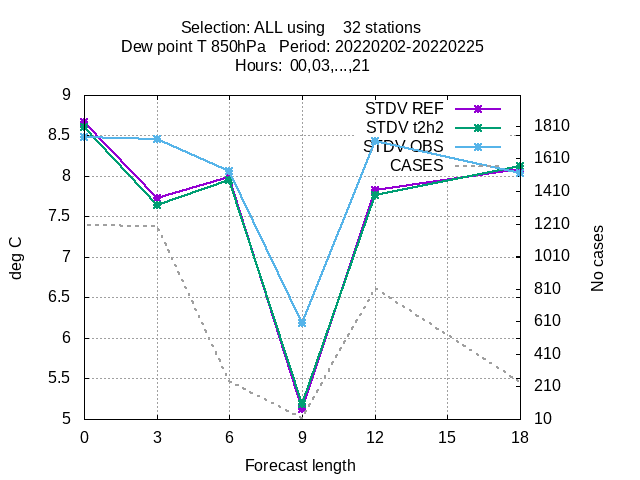 Selection: ALL using    32 stations
Dew point T 850hPa   Period: 20220202-20220225
Hours:  00,03,...,21
STDV REF
STDV t2h2
STDV OBS
CASES
9
8.5
8
7.5
7
6.5
6
5.5
5
1810
1610
1410
1210
1010
810
610
410
210
10
deg C
No cases
0 3 6 9 12 15 18
Forecast length